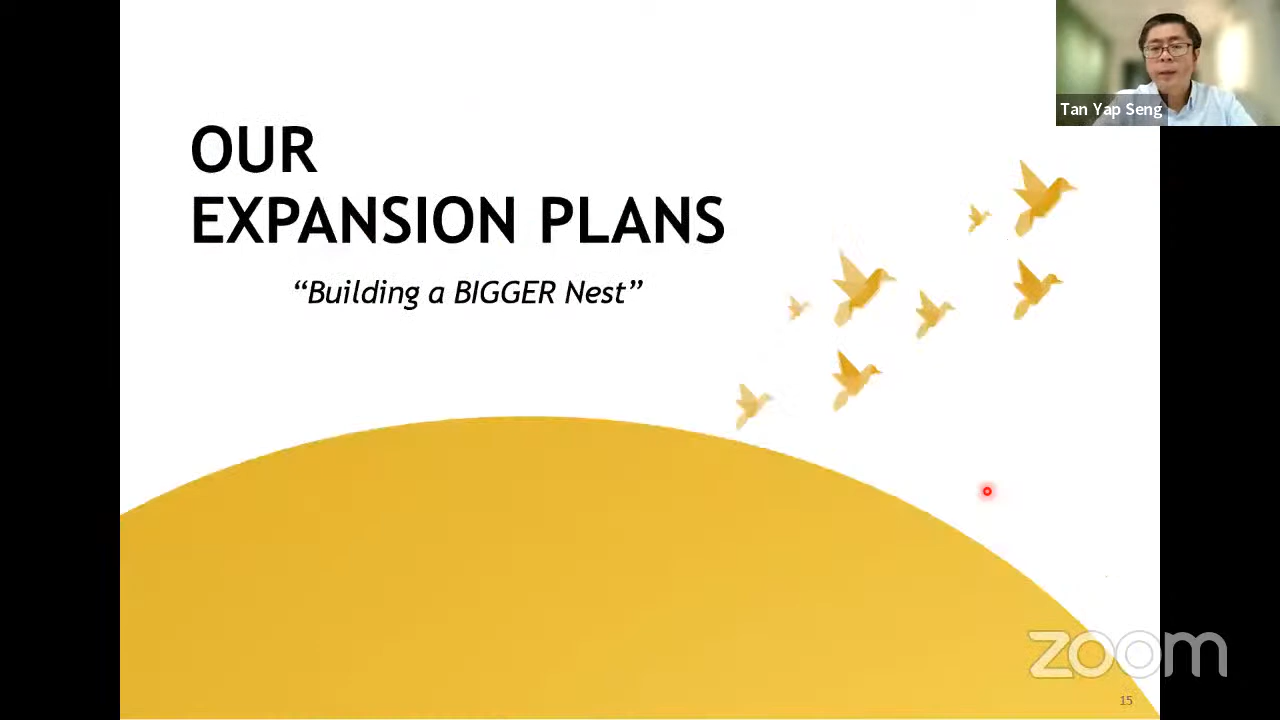 Tan Yap Seng
OUR
EXPANSION PLANS
“Building a BIGGER Nest”
zoom
15